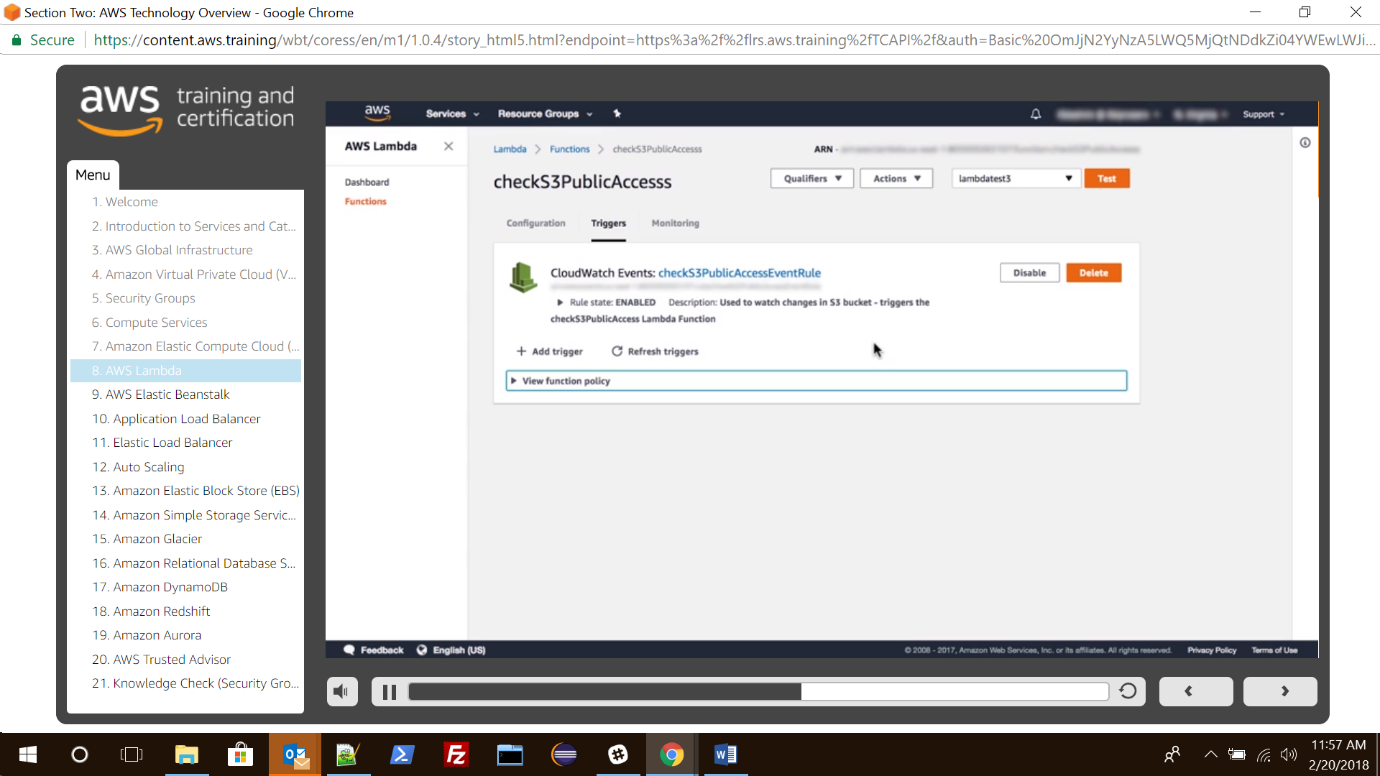 Section Two: AWS Technology Overview - Google Chrome
Secure https://content.aws.training/wbt/coress/en/m1/1.0.4/story_html5.html?endpoint=https%3a%2f%2flrs.aws.training%2fTCAPI%2f&auth=Basic%20OmJjN2YyNzA5LWQ5MjQtNDdkZi04YWEwLWJi...
aws training and certification
Menu
1. Welcome
2. Introduction to Services and Cat...
3. AWS Global Infrastructure
4. Amazon Virtual Private Cloud (V...
5. Security Groups
6. Compute Services
7. Amazon Elastic Compute Cloud (...
8. AWS Lambda
9. AWS Elastic Beanstalk
10. Application Load Balancer
11. Elastic Load Balancer
12. Auto Scaling
13. Amazon Elastic Block Store (EBS)
14. Amazon Simple Storage Servic...
15. Amazon Glacier
16. Amazon Relational Database S...
17. Amazon DynamoDB
18. Amazon Redshift
19. Amazon Aurora
20. AWS Trusted Advisor
21. Knowledge Check (Security Gro...
aws Services Resource Groups Support
AWS Lambda
Dashboard
Functions
Lambda > Functions > checkS3PublicAccesss ARN -
checkS3PublicAccesss Qualifiers Actions lambdatest3 Test
Configuration Triggers Monitoring
CloudWatch Events: checkS3PublicAccessEventRule Disable Delete
Rule state: ENABLED Description: Used to watch changes in S3 bucket - triggers the
checkS3PublicAccess Lambda Function
Add trigger Refresh triggers
View function policy
Feedback English (US) © 2008 - 2017, Amazon Web Services, Inc. or its affiliates. All rights reserved. Privacy Policy Terms of Use
11:57 AM
2/20/2018